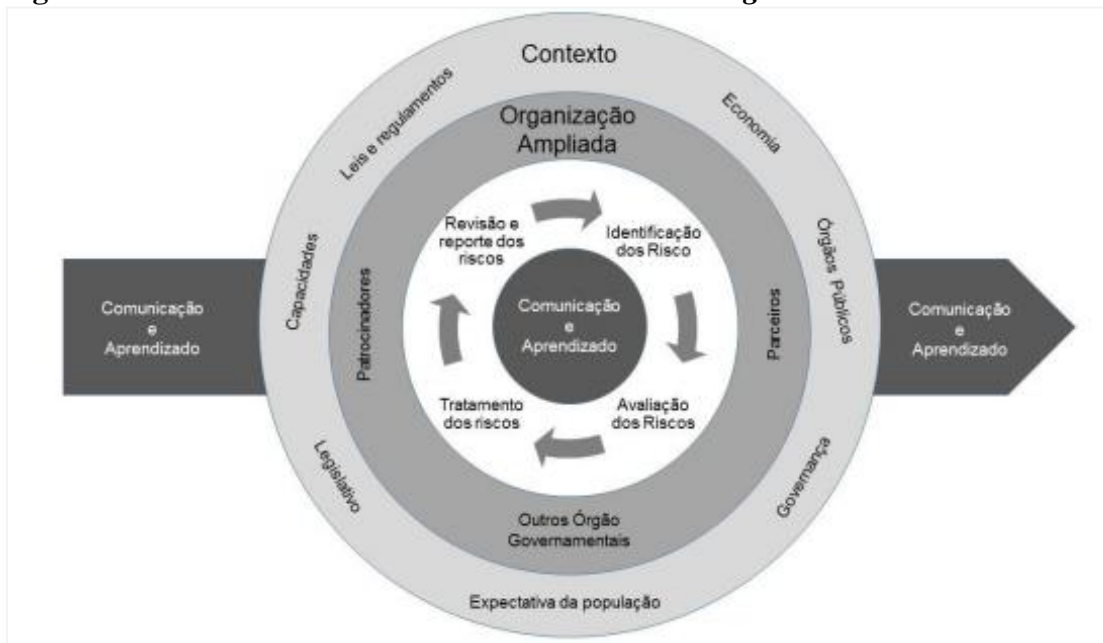 Contexto
Leis e regulamentos
Economia
Organização
Ampliada
Capacidades
Órgãos Públicos
Patrocinadores
Parceiros
Revisão e
reporte dos
riscos
Identificação
dos Risco
Comunicação
e
Aprendizado
Comunicação
e
Aprendizado
Comunicação
e
Aprendizado
Tratamento
dos riscos
Avaliação
dos Riscos
Legislativo
Governança
Outros Órgão
Governamentais
Expectativa da população